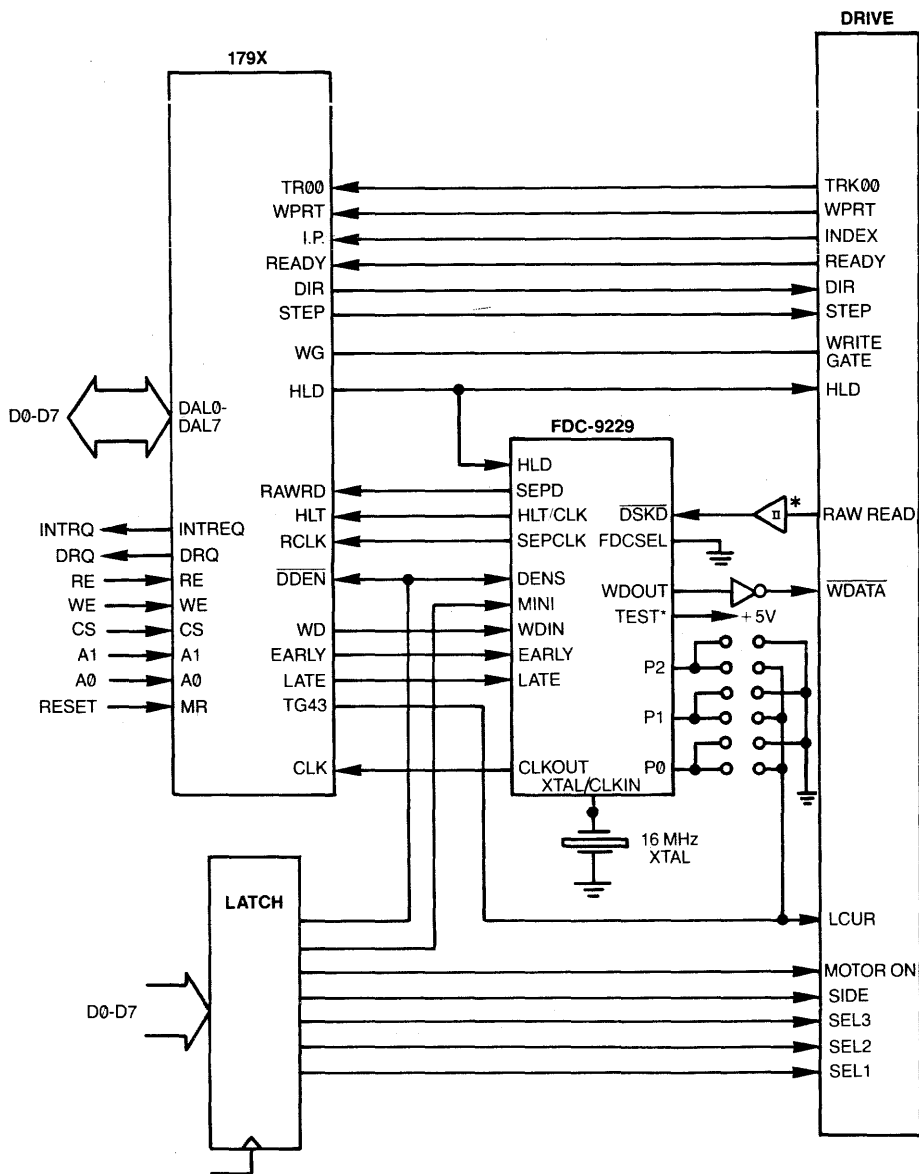 DRIVE
179X
TR00 TRK00
WPRT WPRT
I.P. INDEX
READY READY
DIR DIR
STEP STEP
WG WRITE
GATE
HLD HLD
D0-D7 DAL0-
DAL7
FDC-9229
HLD
RAWRD SEPD
HLT HLT/CLK DSKD II * RAW READ
INTRQ INTREQ
RCLK SEPCLK FDCSEL
DRQ DRQ
RE RE DDEN DENS
WE WE MINI WDOUT WDATA
CS CS WD WDIN TEST* +5V
A1 A1 EARLY EARLY
A0 A0 LATE LATE P2
RESET MR TG43
P1
CLK CLKOUT P0
XTAL/CLKIN
16 MHz
XTAL
LATCH
LCUR
MOTOR ON
D0-D7 SIDE
SEL3
SEL2
SEL1